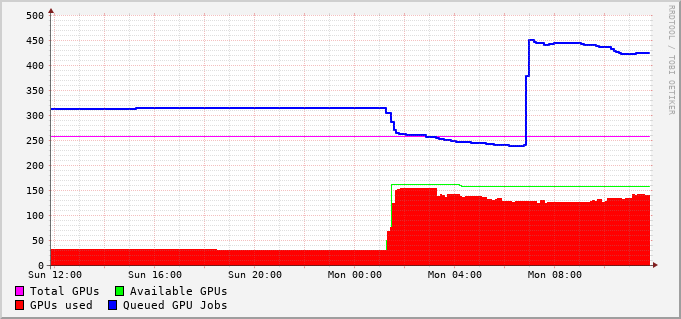 500
450
400
350
300
250
200
150
100
50
0
Sun 12:00 Sun 16:00 Sun 20:00 Mon 00:00 Mon 04:00 Mon 08:00
Total GPUs Available GPUs
GPUs used Queued GPU Jobs
RRDTOOL / TOBI OETIKER